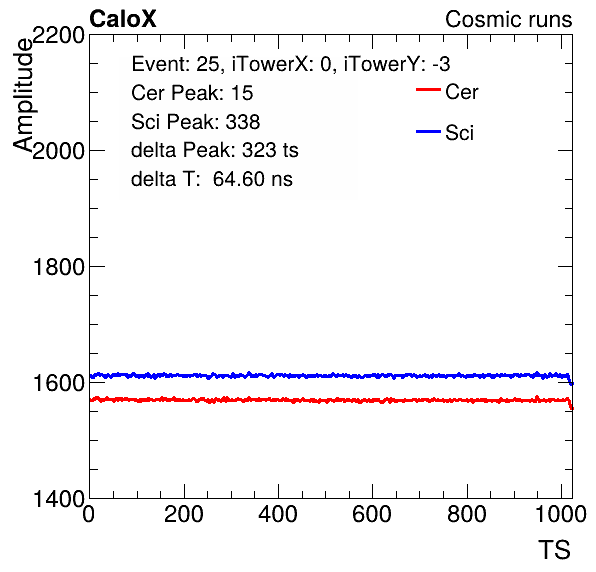 CaloX Cosmic runs
Amplitude
2200
2000
1800
1600
1400
Event: 25, iTowerX: 0, iTowerY: -3
Cer Peak: 15
Sci Peak: 338
delta Peak: 323 ts
delta T:  64.60 ns
Cer
Sci
0 200 400 600 800 1000
TS